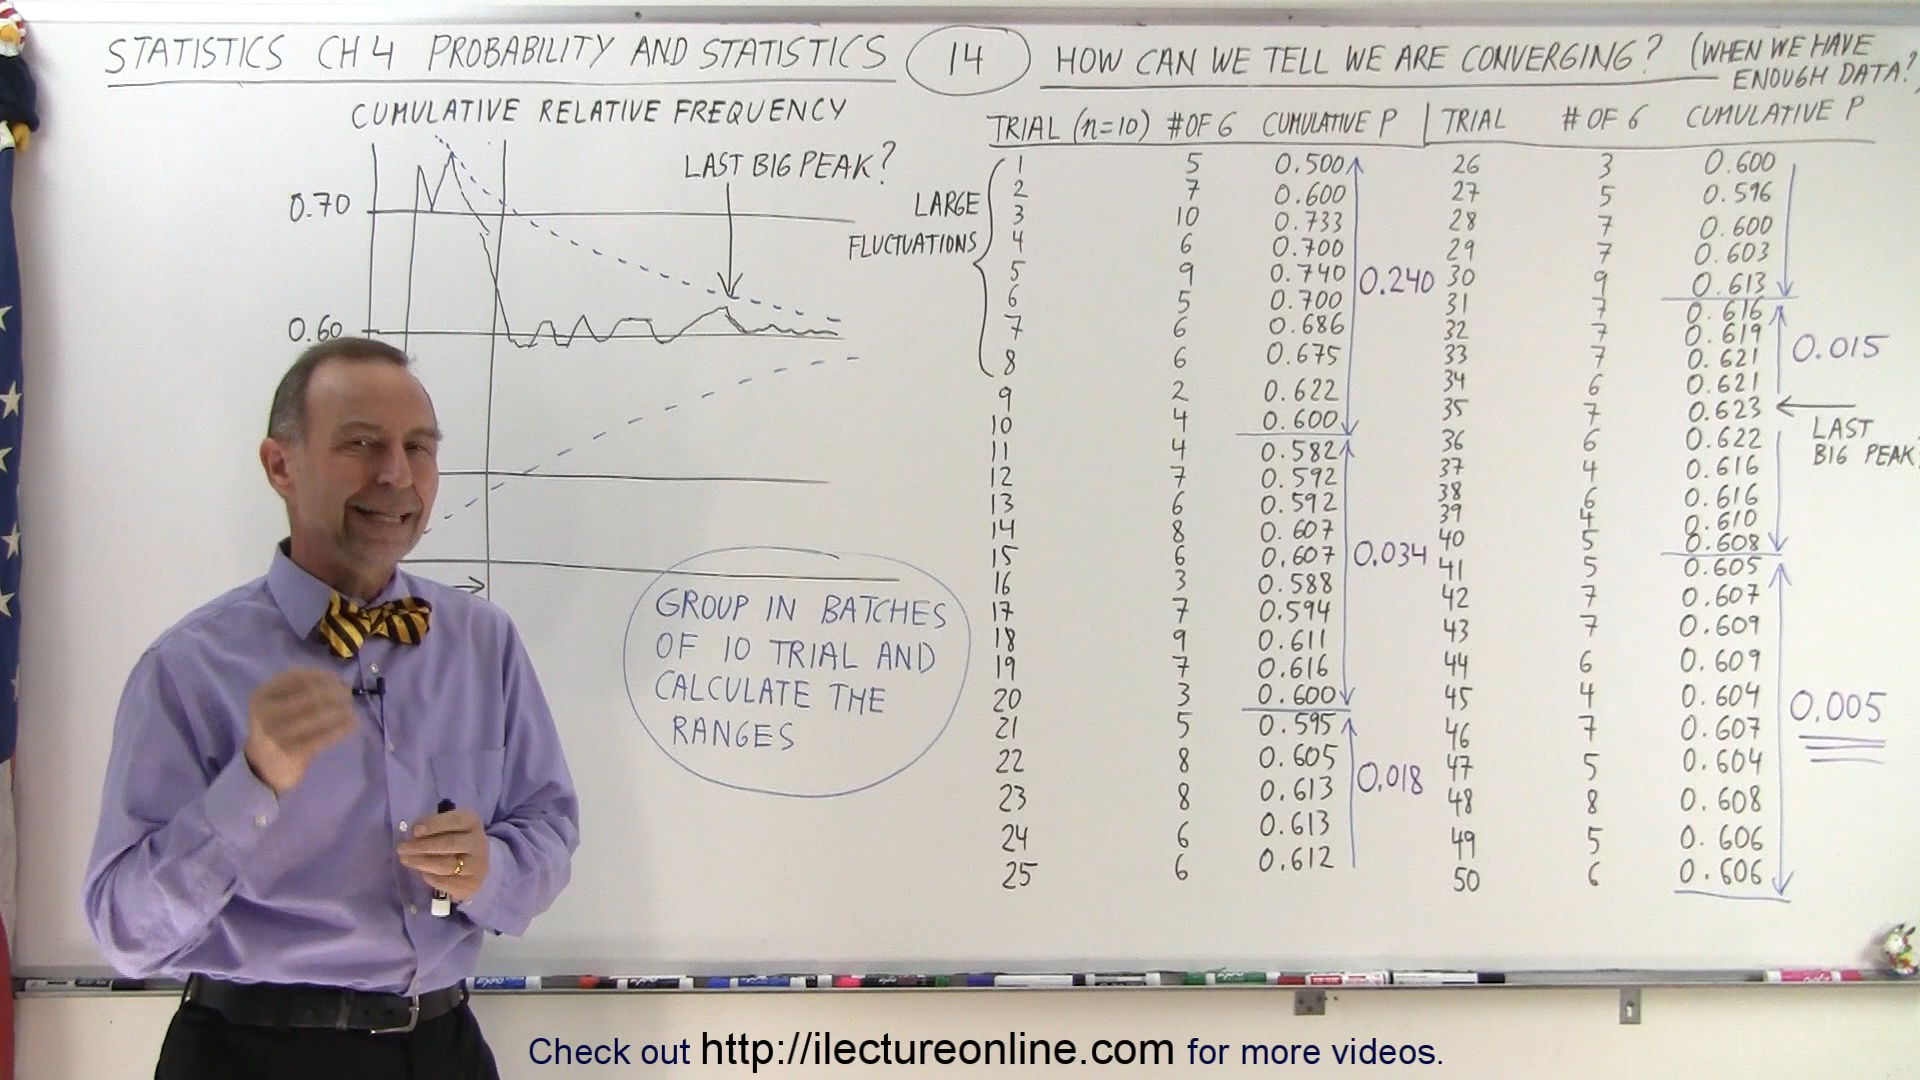 STATISTICS CH 4 PROBABILITY AND STATISTICS 14 HOW CAN WE TELL WE ARE CONVERGING? (WHEN WE HAVE
ENOUGH DATA?)
CUMULATIVE RELATIVE FREQUENCY
LAST BIG PEAK?
0.70
0.60
LARGE
FLUCTUATIONS
GROUP IN BATCHES
OF 10 TRIAL AND
CALCULATE THE
RANGES
TRIAL (n=10) #OF 6 CUMULATIVE P
1 5 0.500
2 7 0.600
3 10 0.733
4 6 0.700
5 9 0.740
6 5 0.700
7 6 0.686
8 6 0.675
9 2 0.622
10 4 0.600
0.240
11 4 0.582
12 7 0.592
13 6 0.592
14 8 0.607
15 6 0.607
16 3 0.588
17 7 0.594
18 9 0.611
19 7 0.616
20 3 0.600
0.034
21 5 0.595
22 8 0.605
23 8 0.613
24 6 0.613
25 6 0.612
0.018
TRIAL # OF 6 CUMULATIVE P
26 3 0.600
27 5 0.596
28 7 0.600
29 7 0.603
30 9 0.613
31 7 0.616
32 7 0.619
33 7 0.621
34 6 0.621
35 7 0.623
36 6 0.622
37 4 0.616
38 6 0.616
39 4 0.610
40 5 0.608
0.015
LAST
BIG PEAK
41 5 0.605
42 7 0.607
43 7 0.609
44 6 0.609
45 4 0.604
46 7 0.607
47 5 0.604
48 8 0.608
49 5 0.606
50 6 0.606
0.005
Check out http://ilectureonline.com for more videos.